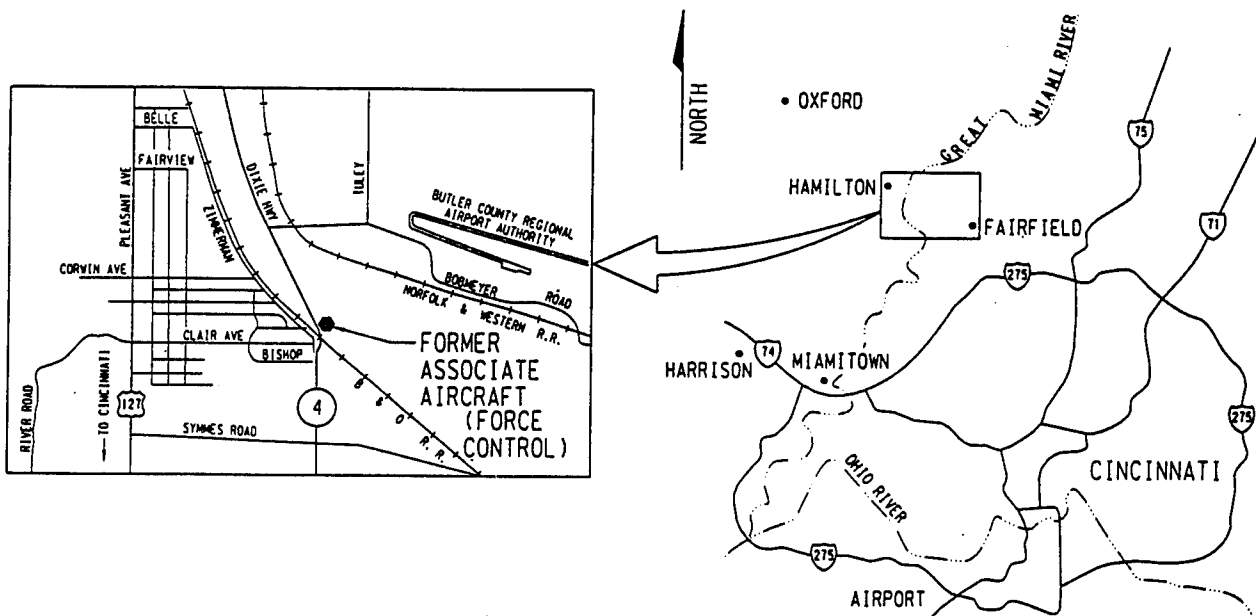 BELLE
FAIRVIEW
PLEASANT AVE
ZIMMERMAN
DIXIE HWY
TULEY
BUTLER COUNTY REGIONAL
AIRPORT AUTHORITY
CORWIN AVE
BOBMEYER ROAD
NORFOLK & WESTERN R.R.
CLAIR AVE
BISHOP
FORMER
ASSOCIATE
AIRCRAFT
(FORCE
CONTROL)
RIVER ROAD
TO CINCINNATI
127
4
B & O R.R.
SYMMES ROAD
NORTH
OXFORD
GREAT MIAMI RIVER
75
HAMILTON
FAIRFIELD
71
275
HARRISON
74
MIAMITOWN
275
OHIO RIVER
CINCINNATI
275
AIRPORT